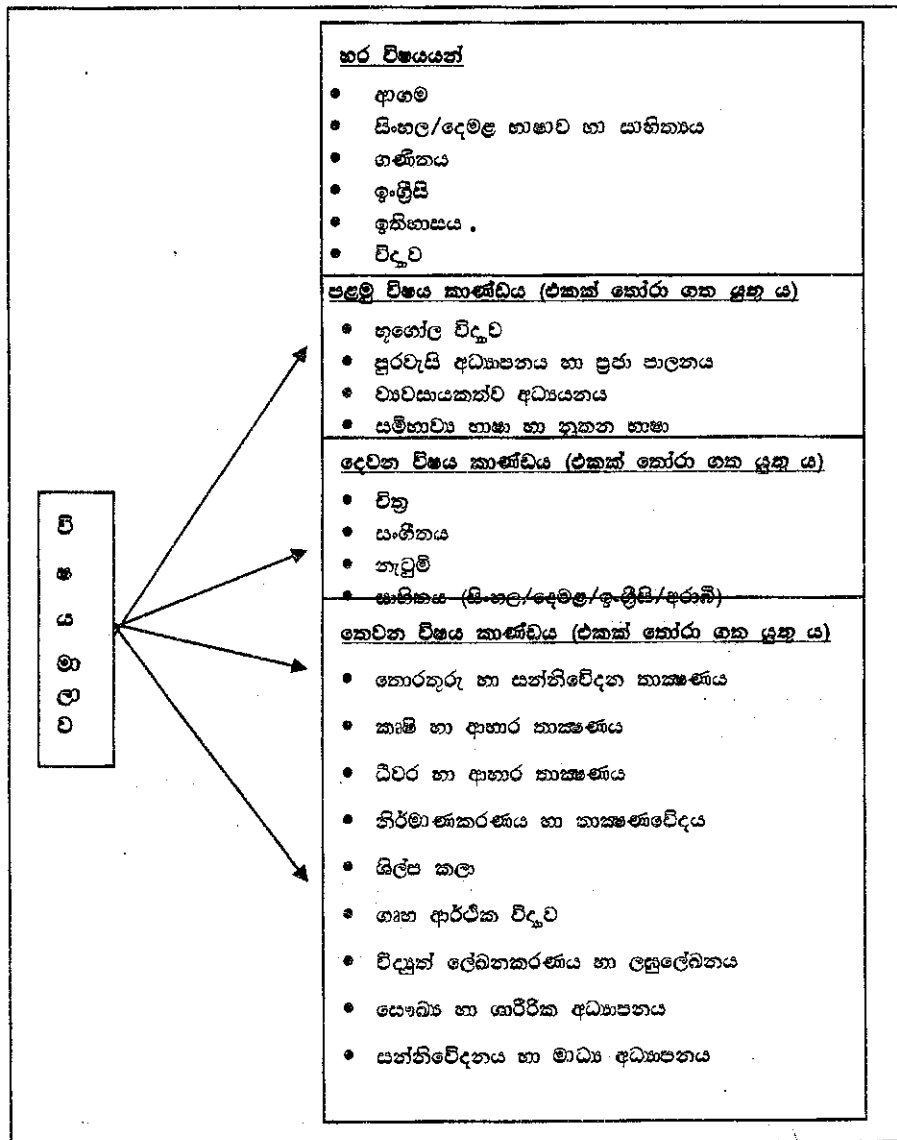 හර විෂයයන්
• ආගම
• සිංහල/දෙමළ භාෂාව හා සාහිත්‍යය
• ගණිතය
• ඉංග්‍රීසි
• ඉතිහාසය .
• විද්‍යාව
පළමු විෂය කාණ්ඩය (එකක් තෝරා ගත යුතු ය)
• භූගෝල විද්‍යාව
• පුරවැසි අධ්‍යාපනය හා ප්‍රජා පාලනය
• ව්‍යවසායකත්ව අධ්‍යයනය
• සම්භාව්‍ය භාෂා හා නූතන භාෂා
දෙවන විෂය කාණ්ඩය (එකක් තෝරා ගත යුතු ය)
• චිත්‍ර
• සංගීතය
• නැටුම්
• සාහිත්‍යය (සිංහල/දෙමළ/ඉංග්‍රීසි/අරාබි)
තෙවන විෂය කාණ්ඩය (එකක් තෝරා ගත යුතු ය)
• තොරතුරු හා සන්නිවේදන තාක්ෂණය
• කෘෂි හා ආහාර තාක්ෂණය
• ධීවර හා ආහාර තාක්ෂණය
• නිර්මාණකරණය හා තාක්ෂණවේදය
• ශිල්ප කලා
• ගෘහ ආර්ථික විද්‍යාව
• විද්‍යුත් ලේඛනකරණය හා ලඝුලේඛනය
• සෞඛ්‍ය හා ශාරීරික අධ්‍යාපනය
• සන්නිවේදනය හා මාධ්‍ය අධ්‍යාපනය
වි
ෂ
ය
මා
ලා
ව